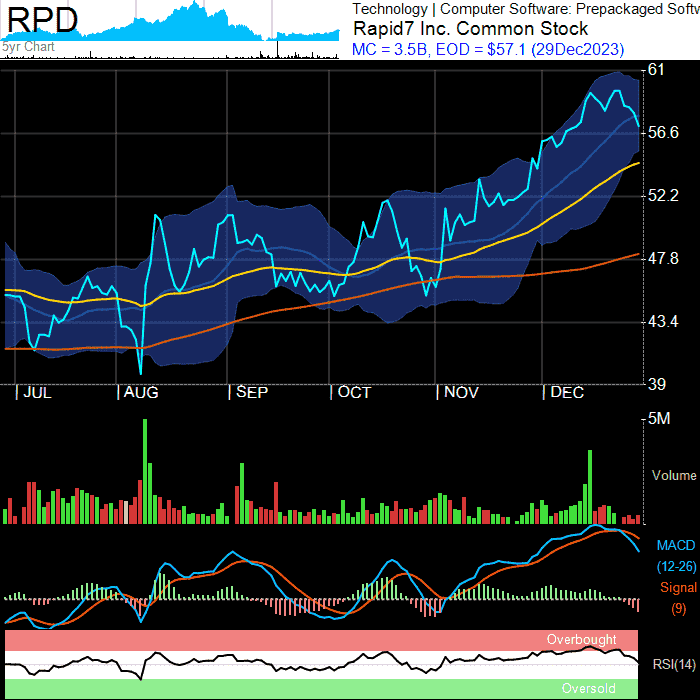 RPD
5yr Chart
Technology | Computer Software: Prepackaged Softw
Rapid7 Inc. Common Stock
MC = 3.5B, EOD = $57.1 (29Dec2023)
61
56.6
52.2
47.8
43.4
39
JUL
AUG
SEP
OCT
NOV
DEC
5M
Volume
MACD
(12-26)
Signal
(9)
Overbought
RSI(14)
Oversold